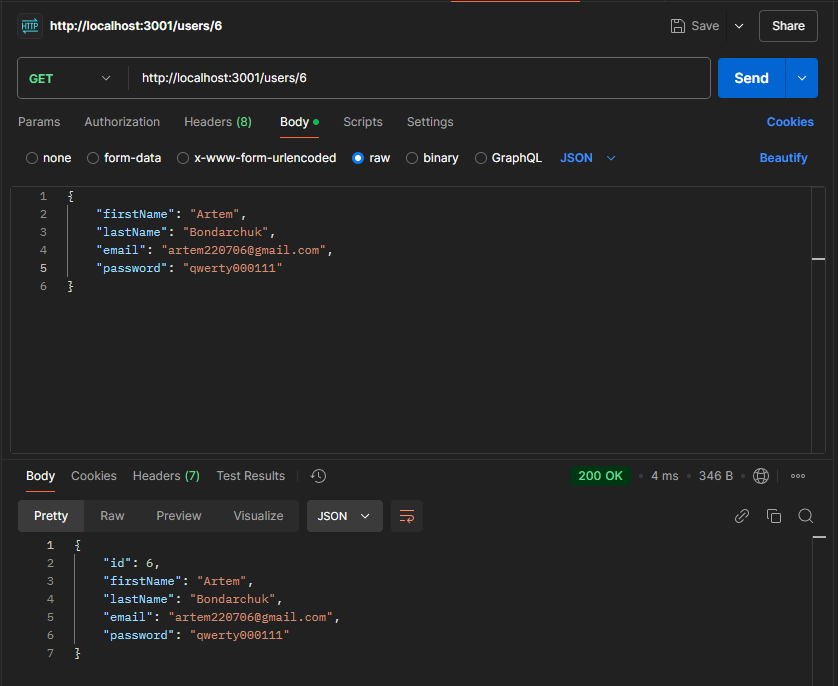 HTTP http://localhost:3001/users/6 Save Share
GET http://localhost:3001/users/6 Send
Params Authorization Headers (8) Body Scripts Settings Cookies
none form-data x-www-form-urlencoded raw binary GraphQL JSON Beautify
1 {
2 "firstName": "Artem",
3 "lastName": "Bondarchuk",
4 "email": "artem220706@gmail.com",
5 "password": "qwerty000111"
6 }
Body Cookies Headers (7) Test Results 200 OK • 4 ms • 346 B •
Pretty Raw Preview Visualize JSON
1 {
2 "id": 6,
3 "firstName": "Artem",
4 "lastName": "Bondarchuk",
5 "email": "artem220706@gmail.com",
6 "password": "qwerty000111"
7 }